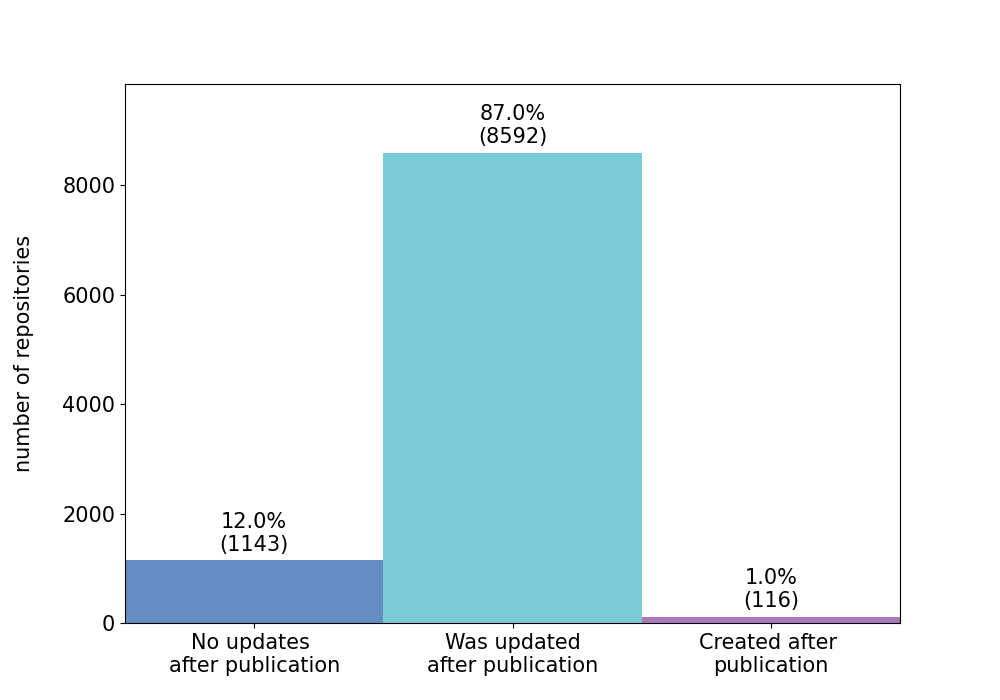 87.0%
(8592)
8000
6000
4000
2000
0
number of repositories
12.0%
(1143)
1.0%
(116)
No updates
after publication
Was updated
after publication
Created after
publication